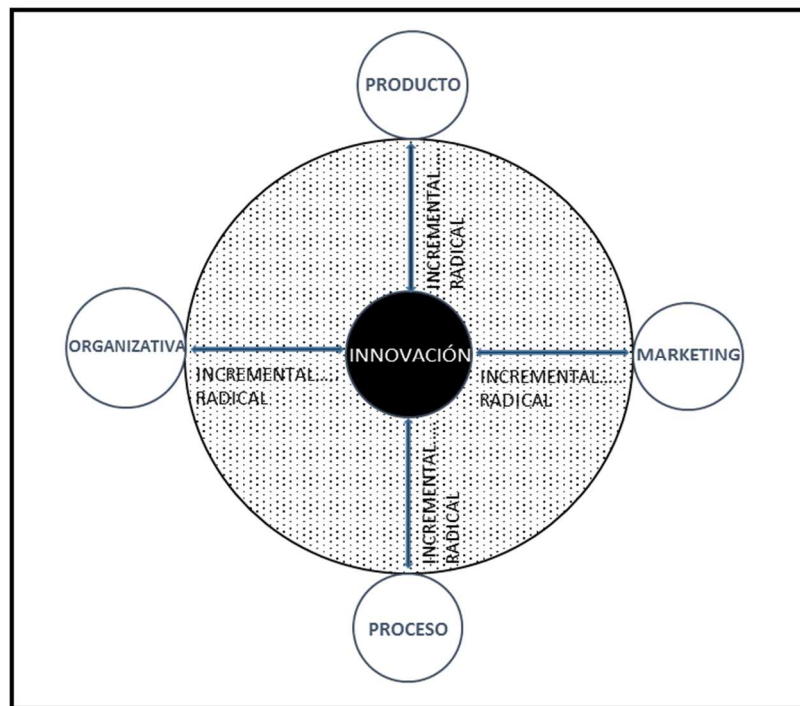 PRODUCTO
INCREMENTAL.....
RADICAL
ORGANIZATIVA
INNOVACIÓN
MARKETING
INCREMENTAL.....
RADICAL
INCREMENTAL.....
RADICAL
INCREMENTAL.....
RADICAL
PROCESO